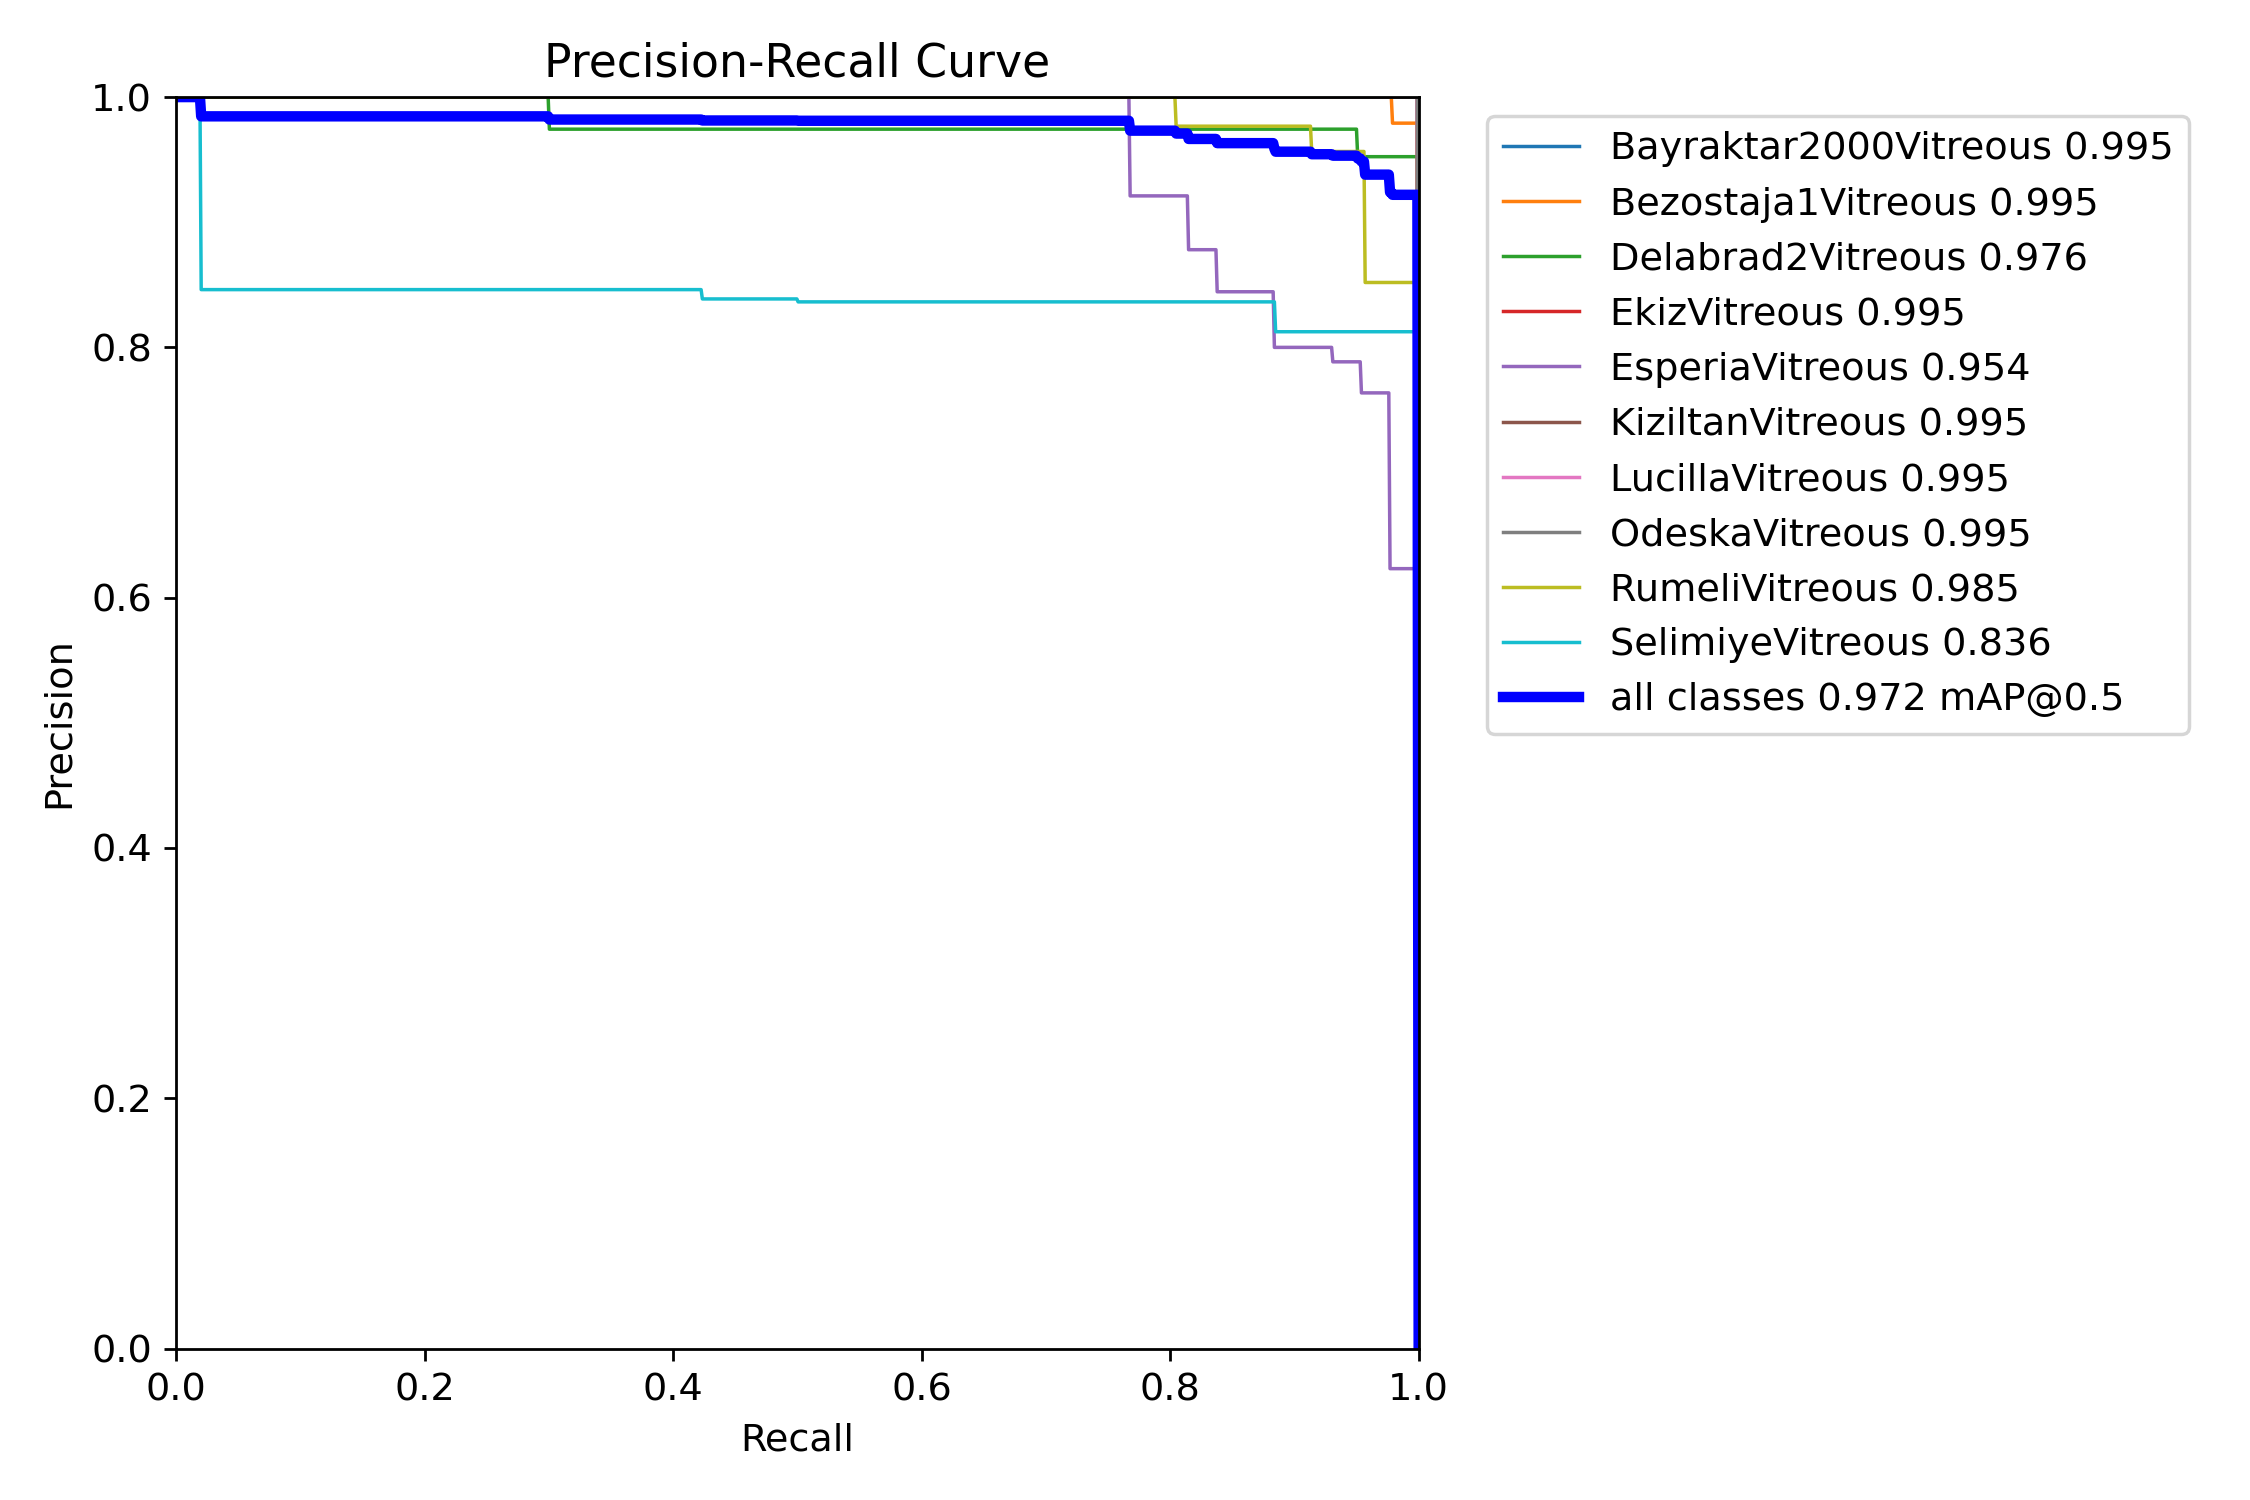 Precision-Recall Curve
1.0
0.8
0.6
0.4
0.2
0.0
Precision
0.0 0.2 0.4 0.6 0.8 1.0
Recall
Bayraktar2000Vitreous 0.995
Bezostaja1Vitreous 0.995
Delabrad2Vitreous 0.976
EkizVitreous 0.995
EsperiaVitreous 0.954
KiziltanVitreous 0.995
LucillaVitreous 0.995
OdeskaVitreous 0.995
RumeliVitreous 0.985
SelimiyeVitreous 0.836
all classes 0.972 mAP@0.5